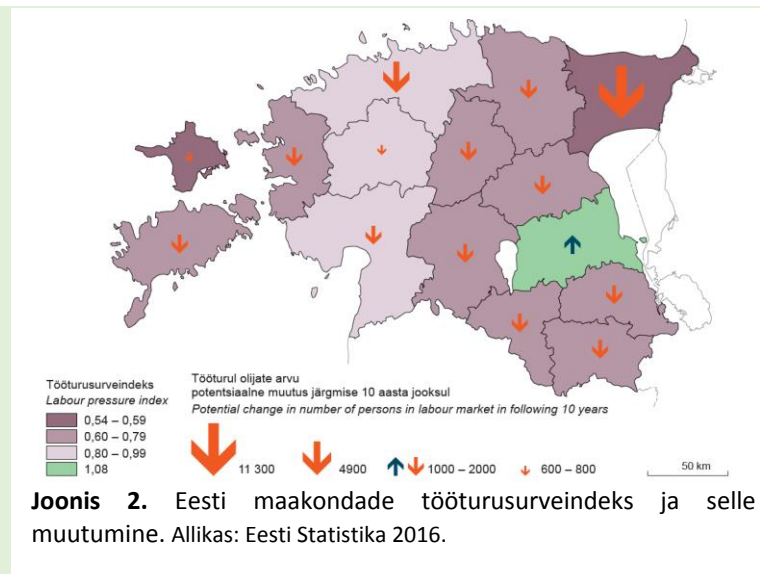 Tööturusurveindeks
Labour pressure index
0,54 – 0,59
0,60 – 0,79
0,80 – 0,99
1,08
Tööturul olijate arvu
potentsiaalne muutus järgmise 10 aasta jooksul
Potential change in number of persons in labour market in following 10 years
11 300
4900
1000 – 2000
600 – 800
50 km
Joonis 2. Eesti maakondade tööturusurveindeks ja selle
muutumine. Allikas: Eesti Statistika 2016.